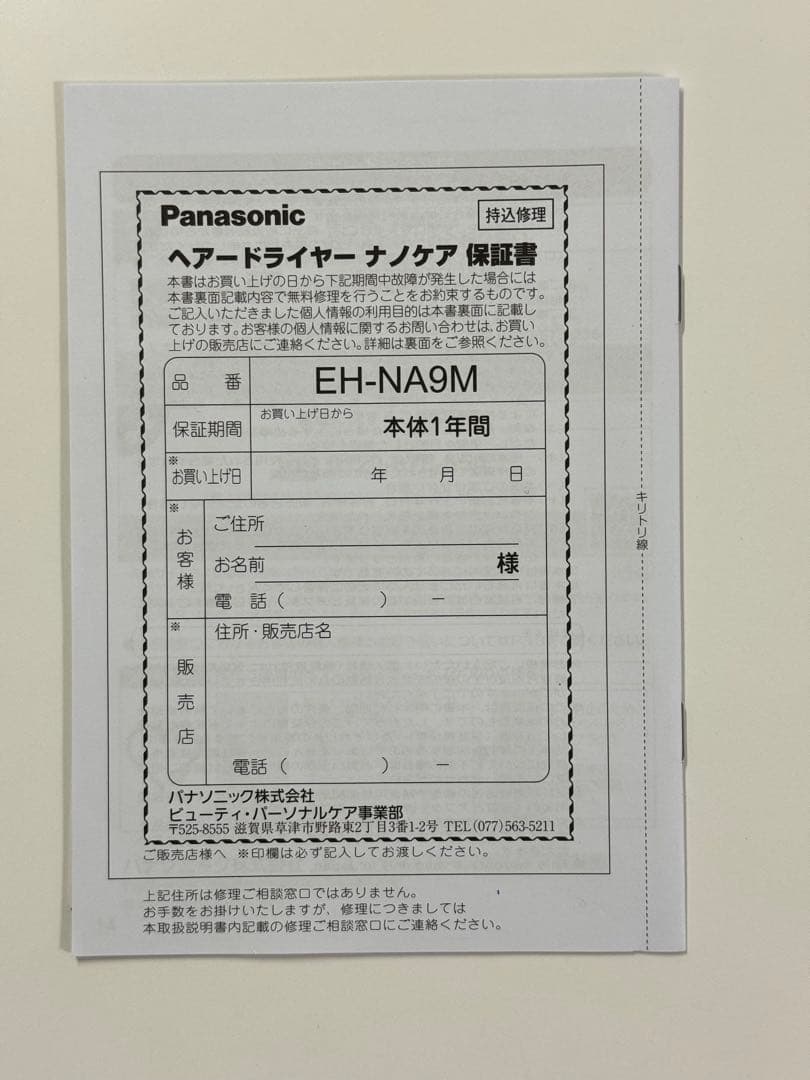 Panasonic 持込修理
ヘアードライヤー ナノケア 保証書
本書はお買い上げの日から下記期間中故障が発生した場合には
本書裏面記載内容で無料修理を行うことをお約束するものです。
ご記入いただきました個人情報の利用目的は本書裏面に記載し
ております。お客様の個人情報に関するお問い合わせは、お買い
上げの販売店にご連絡ください。詳細は裏面をご参照ください。
品番 EH-NA9M
保証期間 お買い上げ日から 本体1年間
※お買い上げ日 年 月 日
※お客様
ご住所
お名前 様
電話( ) ー
※販売店
住所・販売店名
電話( ) ー
パナソニック株式会社
ビューティ・パーソナルケア事業部
〒525-8555 滋賀県草津市野路東2丁目3番1-2号 TEL(077)563-5211
ご販売店様へ ※印欄は必ず記入してお渡しください。
上記住所は修理ご相談窓口ではありません。
お手数をお掛けいたしますが、修理につきましては
本取扱説明書内記載の修理ご相談窓口にご連絡ください。
キリトリ線